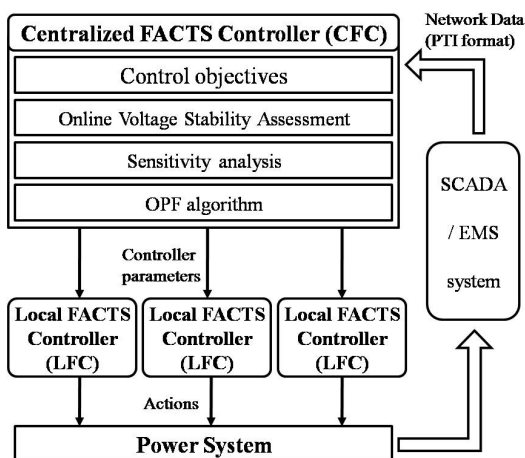 Centralized FACTS Controller (CFC)
Control objectives
Online Voltage Stability Assessment
Sensitivity analysis
OPF algorithm
Network Data
(PTI format)
SCADA
/ EMS
system
Controller
parameters
Local FACTS
Controller
(LFC)
Local FACTS
Controller
(LFC)
Local FACTS
Controller
(LFC)
Actions
Power System